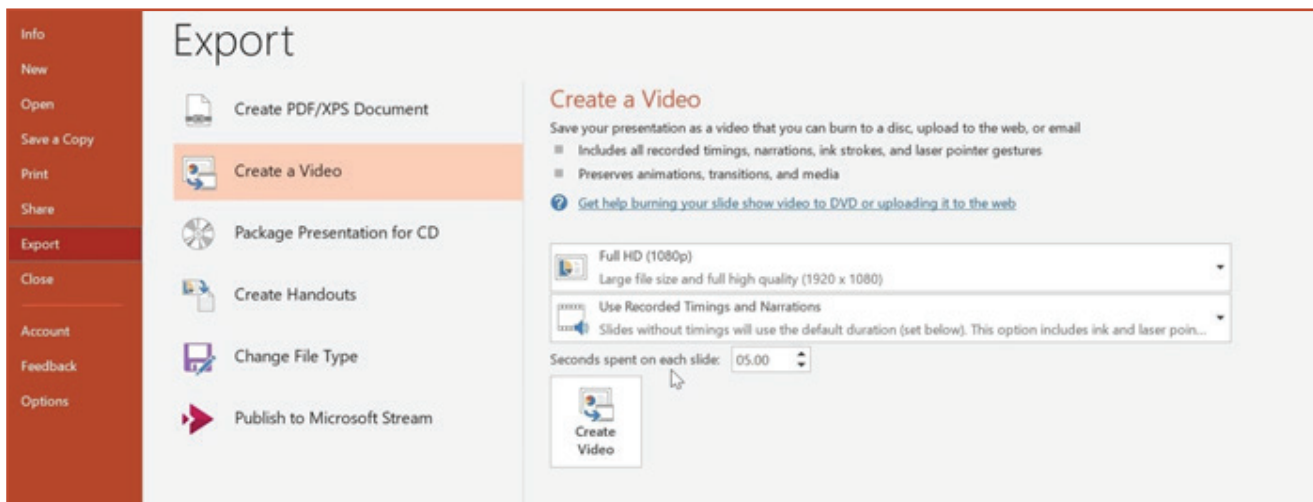 Info
New
Open
Save a Copy
Print
Share
Export
Close
Account
Feedback
Options
Export
Create PDF/XPS Document
Create a Video
Package Presentation for CD
Create Handouts
Change File Type
Publish to Microsoft Stream
Create a Video
Save your presentation as a video that you can burn to a disc, upload to the web, or email
Includes all recorded timings, narrations, ink strokes, and laser pointer gestures
Preserves animations, transitions, and media
Get help burning your slide show video to DVD or uploading it to the web
Full HD (1080p)
Large file size and full high quality (1920 x 1080)
Use Recorded Timings and Narrations
Slides without timings will use the default duration (set below). This option includes ink and laser poin...
Seconds spent on each slide: 05.00
Create
Video